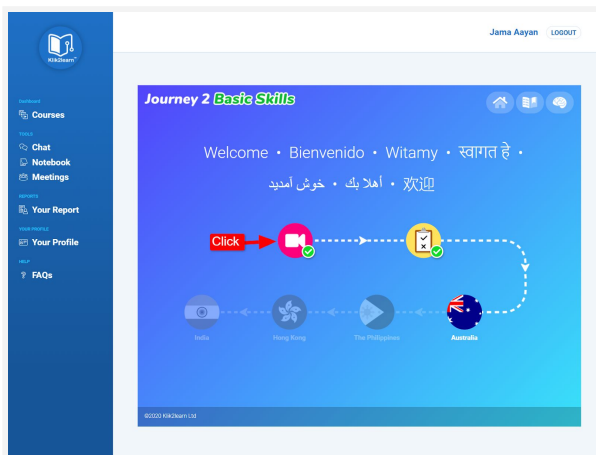 Jama Aayan LOGOUT
Klik2learn
Dashboard
Courses
TOOLS
Chat
Notebook
Meetings
REPORTS
Your Report
YOUR PROFILE
Your Profile
HELP
FAQs
Journey 2 Basic Skills
Welcome • Bienvenido • Witamy • स्वागत हे •
أهلا بك • خوش آمدید • 欢迎
Click
India
Hong Kong
The Philippines
Australia
©2020 Klik2learn Ltd